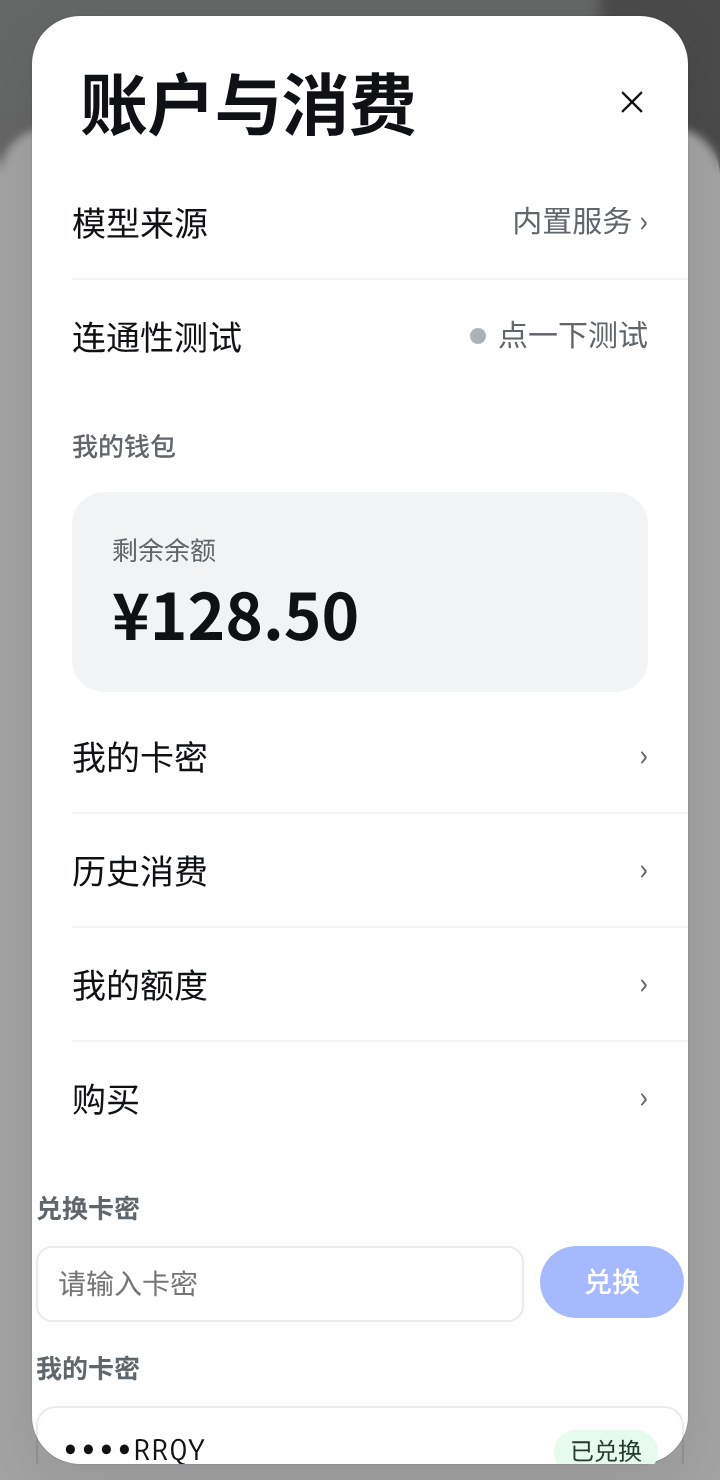 账户与消费
模型来源 内置服务 ›
连通性测试 点一下测试
我的钱包
剩余余额
¥128.50
我的卡密 ›
历史消费 ›
我的额度 ›
购买 ›
兑换卡密
请输入卡密 兑换
我的卡密
••••RRQY 已兑换